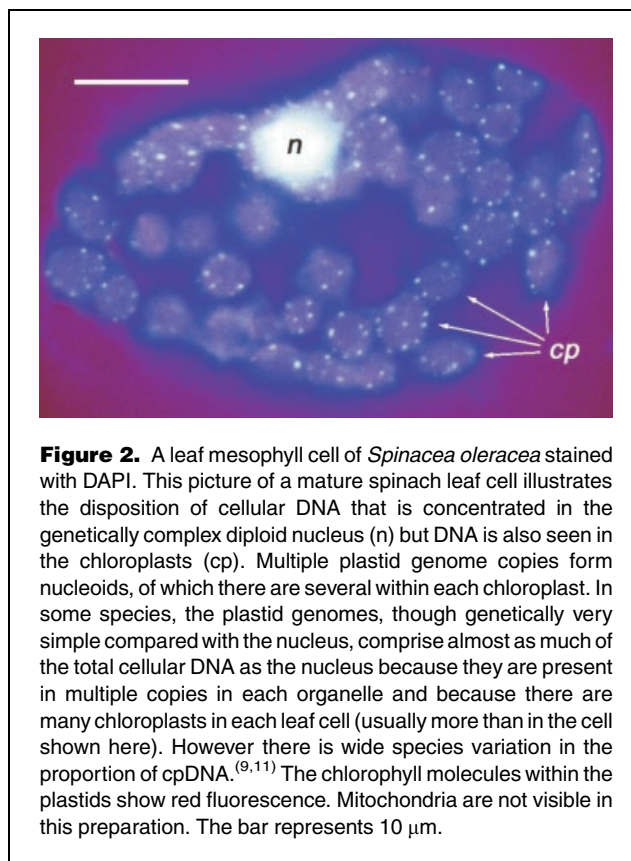 n
cp
Figure 2. A leaf mesophyll cell of Spinacea oleracea stained
with DAPI. This picture of a mature spinach leaf cell illustrates
the disposition of cellular DNA that is concentrated in the
genetically complex diploid nucleus (n) but DNA is also seen in
the chloroplasts (cp). Multiple plastid genome copies form
nucleoids, of which there are several within each chloroplast. In
some species, the plastid genomes, though genetically very
simple compared with the nucleus, comprise almost as much of
the total cellular DNA as the nucleus because they are present
in multiple copies in each organelle and because there are
many chloroplasts in each leaf cell (usually more than in the cell
shown here). However there is wide species variation in the
proportion of cpDNA.(9,11) The chlorophyll molecules within the
plastids show red fluorescence. Mitochondria are not visible in
this preparation. The bar represents 10 μm.